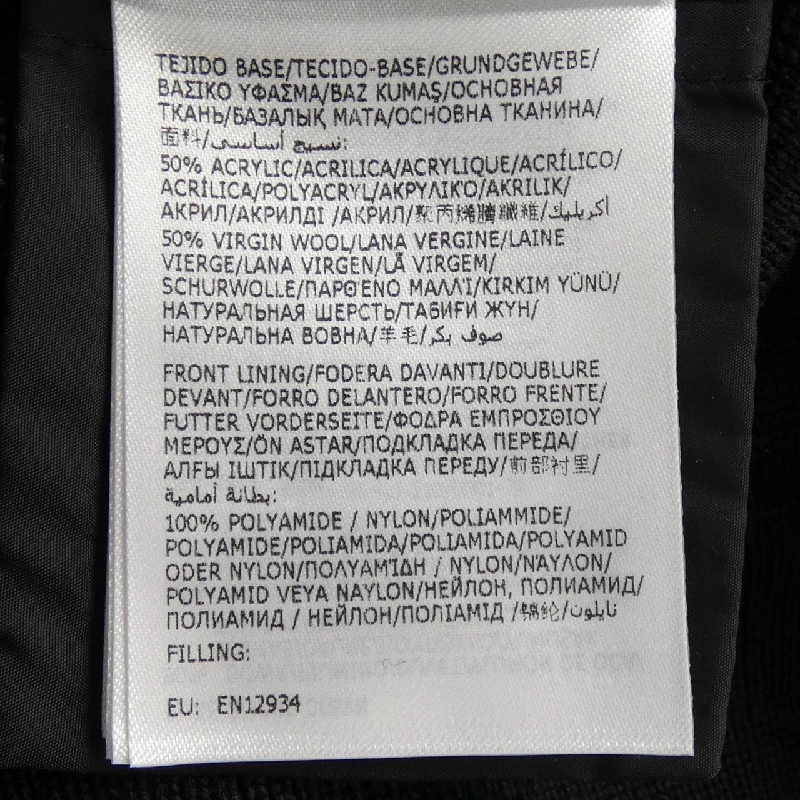 TEJIDO BASE/TECIDO-BASE/GRUNDGEWEBE/
ΒΑΣΙΚΟ ΥΦΑΣΜΑ/BAZ KUMAŞ/ОСНОВНАЯ
ТКАНЬ/БАЗАЛЫҚ МАТА/ОСНОВНА ТКАНИНА/
面料/نسيج أساسي:
50% ACRYLIC/ACRILICA/ACRYLIQUE/ACRÍLICO/
ACRÍLICA/POLYACRYL/ΑΚΡΥΛΙΚΌ/AKRILIK/
АКРИЛ/АКРИЛДІ /АКРИЛ/聚丙烯腈纖維/أكريليك
50% VIRGIN WOOL/LANA VERGINE/LAINE
VIERGE/LANA VIRGEN/LÃ VIRGEM/
SCHURWOLLE/ΠΑΡΘΈΝΟ ΜΑΛΛΊ/KIRKIM YÜNÜ/
НАТУРАЛЬНАЯ ШЕРСТЬ/ТАБИҒИ ЖҮН/
НАТУРАЛЬНА ВОВНА/羊毛/صوف بكر
FRONT LINING/FODERA DAVANTI/DOUBLURE
DEVANT/FORRO DELANTERO/FORRO FRENTE/
FUTTER VORDERSEITE/ΦΟΔΡΑ ΕΜΠΡΟΣΘΙΟΥ
ΜΕΡΟΥΣ/ÖN ASTAR/ПОДКЛАДКА ПЕРЕДА/
АЛҒЫ ІШТІК/ПІДКЛАДКА ПЕРЕДУ/前部衬里/
بطانة أمامية:
100% POLYAMIDE / NYLON/POLIAMMIDE/
POLYAMIDE/POLIAMIDA/POLIAMIDA/POLYAMID
ODER NYLON/ΠΟΛΥΑΜΊΔΗ / NYLON/ΝΆΥΛΟΝ/
POLYAMID VEYA NAYLON/НЕЙЛОН, ПОЛИАМИД/
ПОЛИАМИД / НЕЙЛОН/ПОЛІАМІД /锦纶/نايلون
FILLING:
EU: EN12934